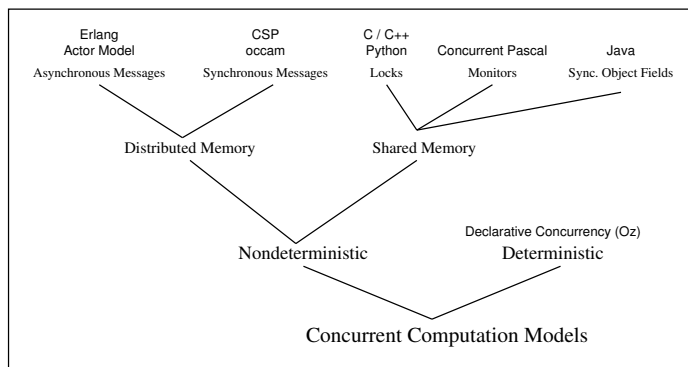 Erlang
Actor Model
Asynchronous Messages
CSP
occam
Synchronous Messages
C / C++
Python
Locks
Concurrent Pascal
Monitors
Java
Sync. Object Fields
Distributed Memory
Shared Memory
Nondeterministic
Declarative Concurrency (Oz)
Deterministic
Concurrent Computation Models